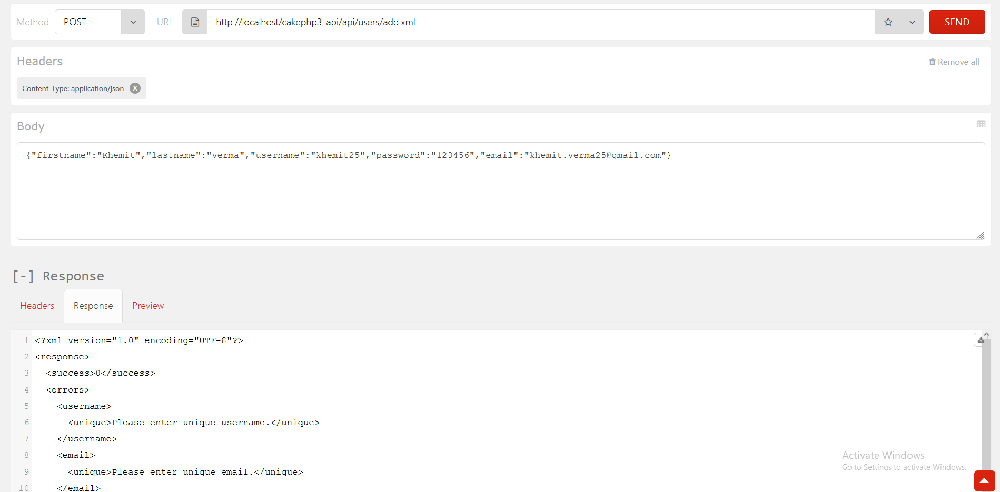 Method POST URL http://localhost/cakephp3_api/api/users/add.xml SEND
Headers Remove all
Content-Type: application/json X
Body
{"firstname":"Khemit","lastname":"verma","username":"khemit25","password":"123456","email":"khemit.verma25@gmail.com"}
[-] Response
Headers Response Preview
1 <?xml version="1.0" encoding="UTF-8"?>
2 <response>
3 <success>0</success>
4 <errors>
5 <username>
6 <unique>Please enter unique username.</unique>
7 </username>
8 <email>
9 <unique>Please enter unique email.</unique>
10 </email>
Activate Windows
Go to Settings to activate Windows.